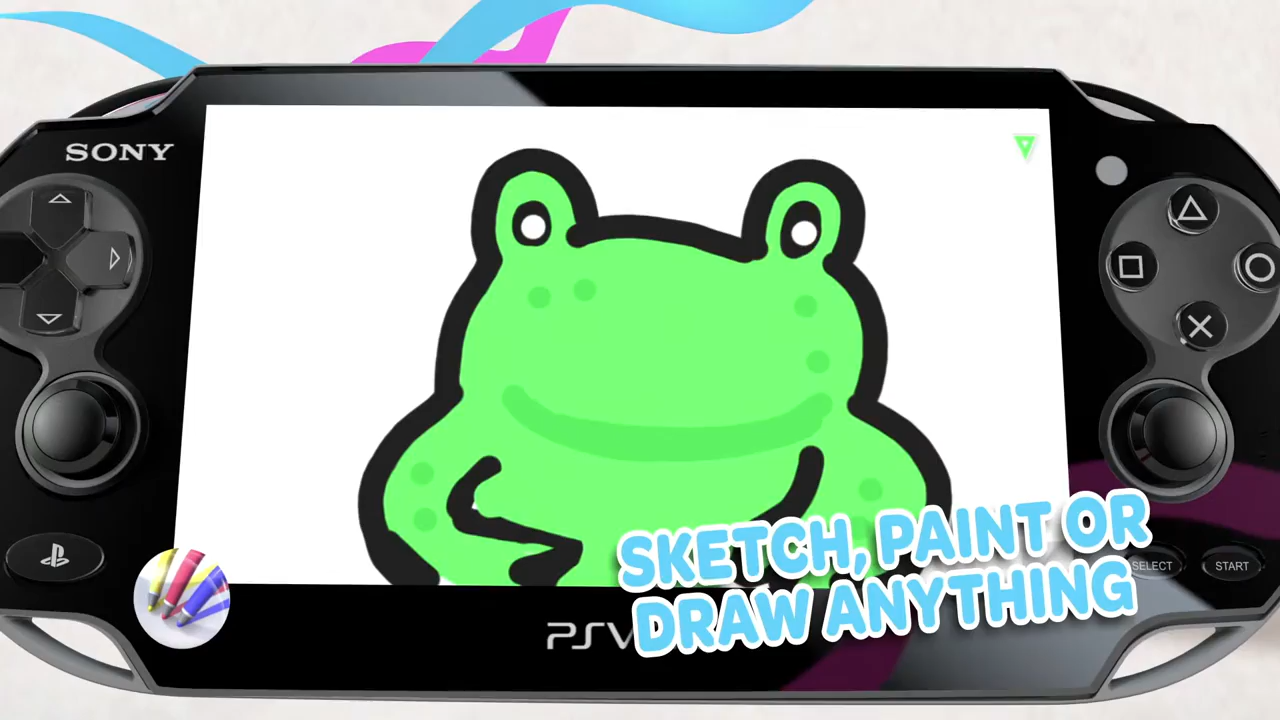 SONY
SKETCH, PAINT OR
DRAW ANYTHING
SELECT
START
PSV